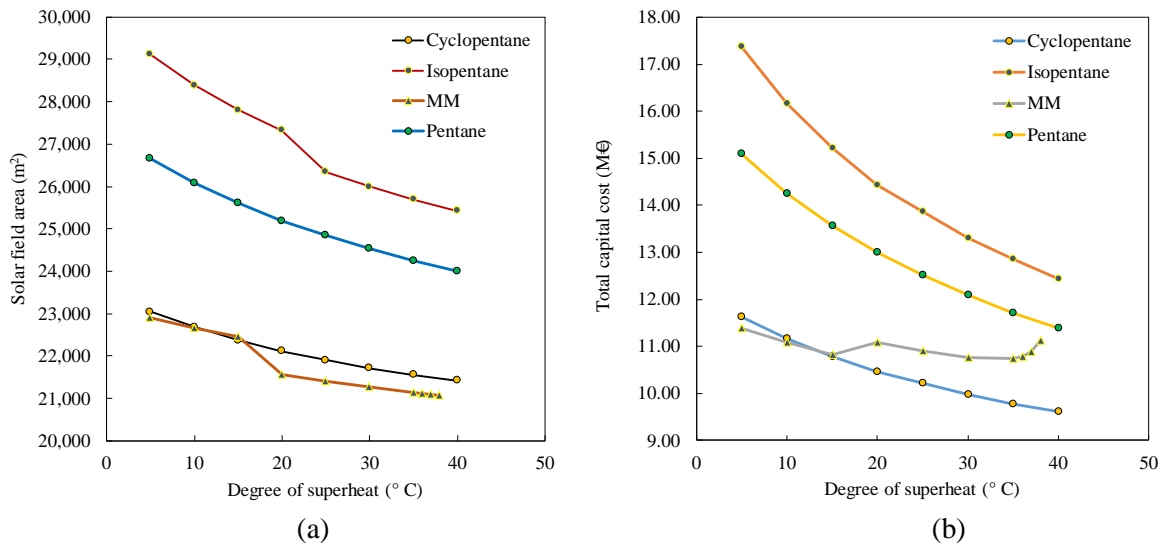 30,000
29,000
28,000
27,000
26,000
25,000
24,000
23,000
22,000
21,000
20,000
Solar field area (m²)
Cyclopentane
Isopentane
MM
Pentane
0
10
20
30
40
50
Degree of superheat (° C)
(a)
18.00
17.00
16.00
15.00
14.00
13.00
12.00
11.00
10.00
9.00
Total capital cost (M€)
Cyclopentane
Isopentane
MM
Pentane
0
10
20
30
40
50
Degree of superheat (° C)
(b)